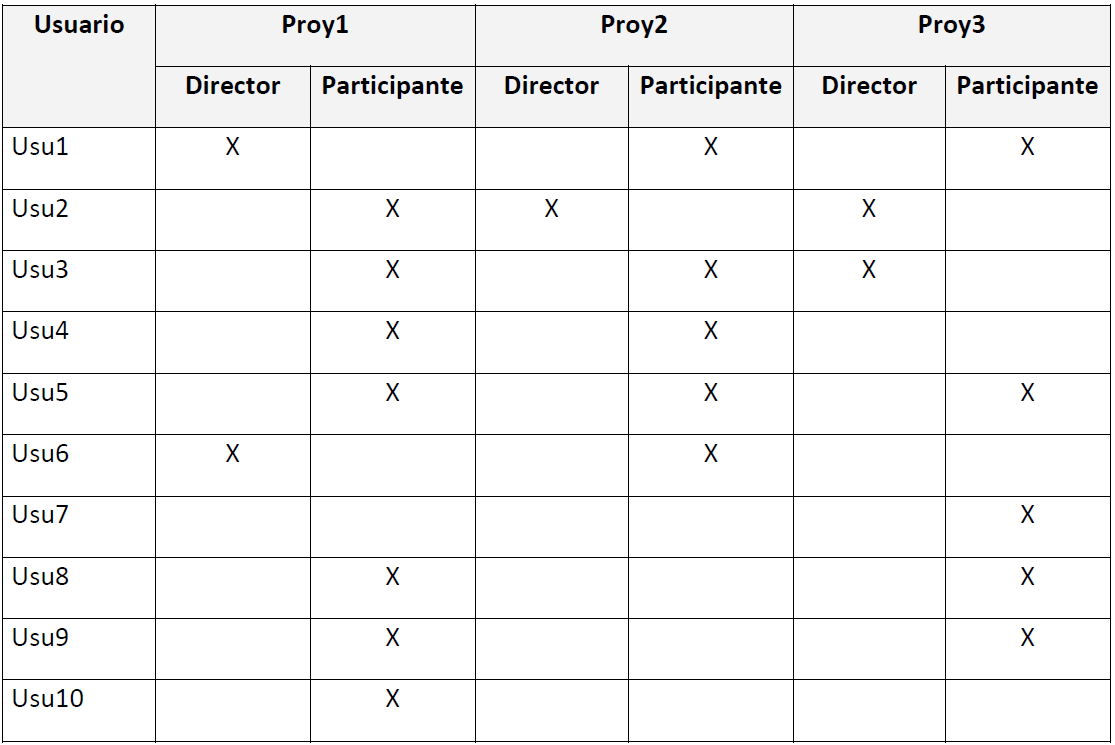 Usuario Proy1 Proy2 Proy3
Director Participante Director Participante Director Participante
Usu1 X X X
Usu2 X X X
Usu3 X X X
Usu4 X X
Usu5 X X X
Usu6 X X
Usu7 X
Usu8 X X
Usu9 X X
Usu10 X